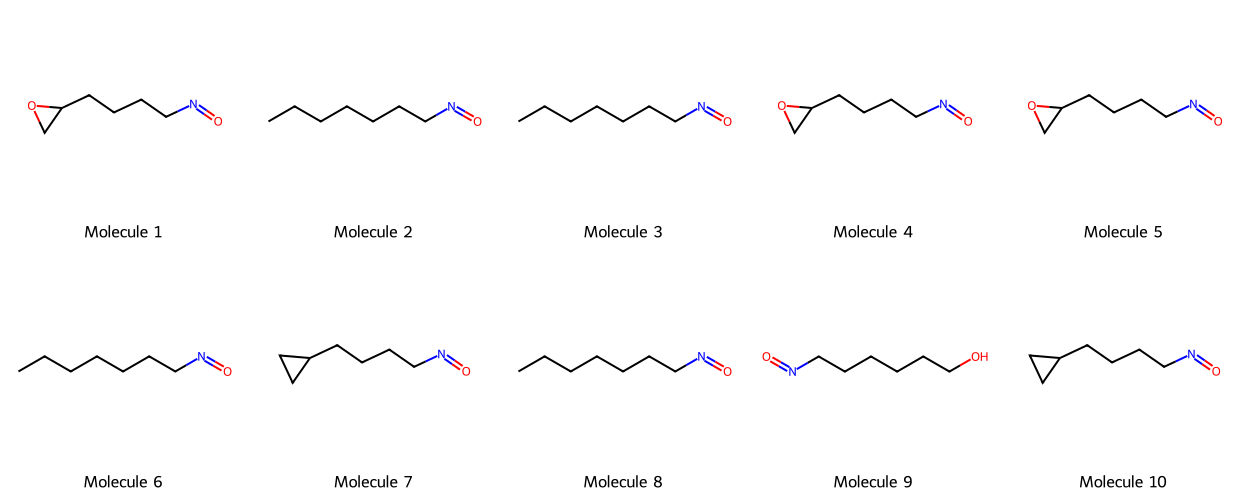 O N O N O N O O N O O N O
Molecule 1 Molecule 2 Molecule 3 Molecule 4 Molecule 5
N O N O N O O N OH N O
Molecule 6 Molecule 7 Molecule 8 Molecule 9 Molecule 10